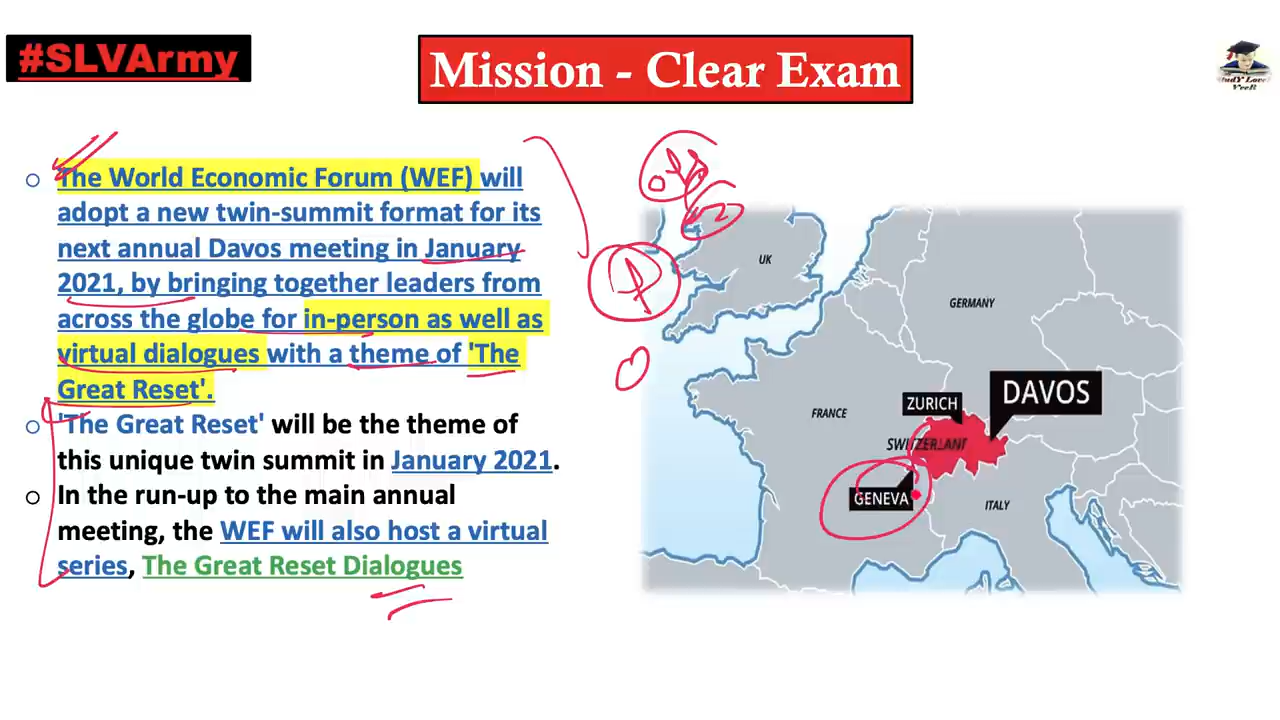 #SLVArmy
Mission - Clear Exam
StudY Lover
VeeR
The World Economic Forum (WEF) will
adopt a new twin-summit format for its
next annual Davos meeting in January
2021, by bringing together leaders from
across the globe for in-person as well as
virtual dialogues with a theme of 'The
Great Reset'.
'The Great Reset' will be the theme of
this unique twin summit in January 2021.
In the run-up to the main annual
meeting, the WEF will also host a virtual
series, The Great Reset Dialogues
UK
GERMANY
DAVOS
ZURICH
FRANCE
SWITZERLAND
GENEVA
ITALY